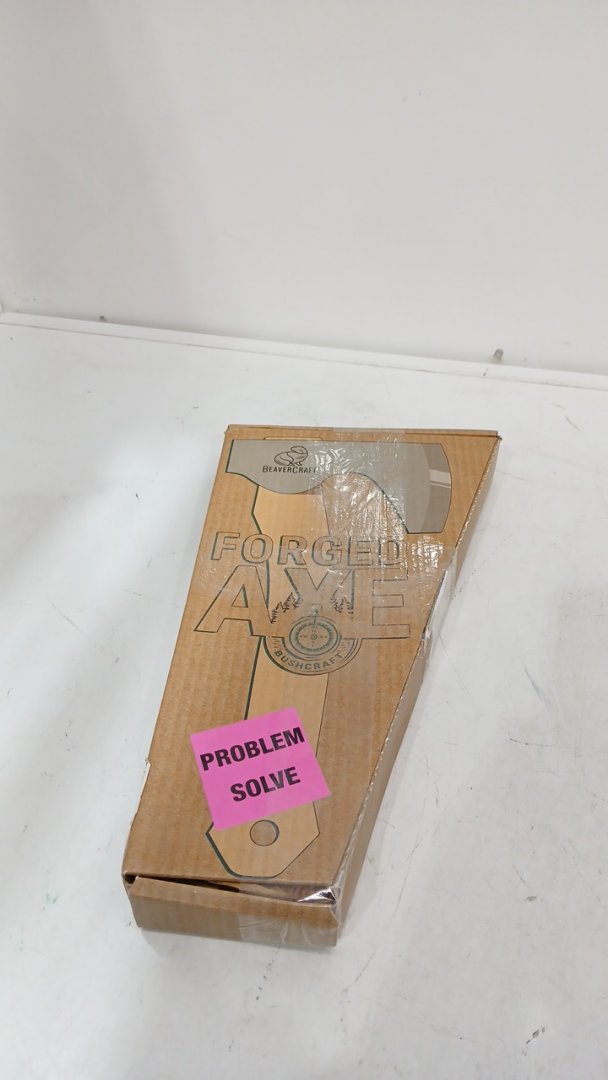 BEAVERCRAFT
FORGED
AXE
BUSHCRAFT
PROBLEM
SOLVE